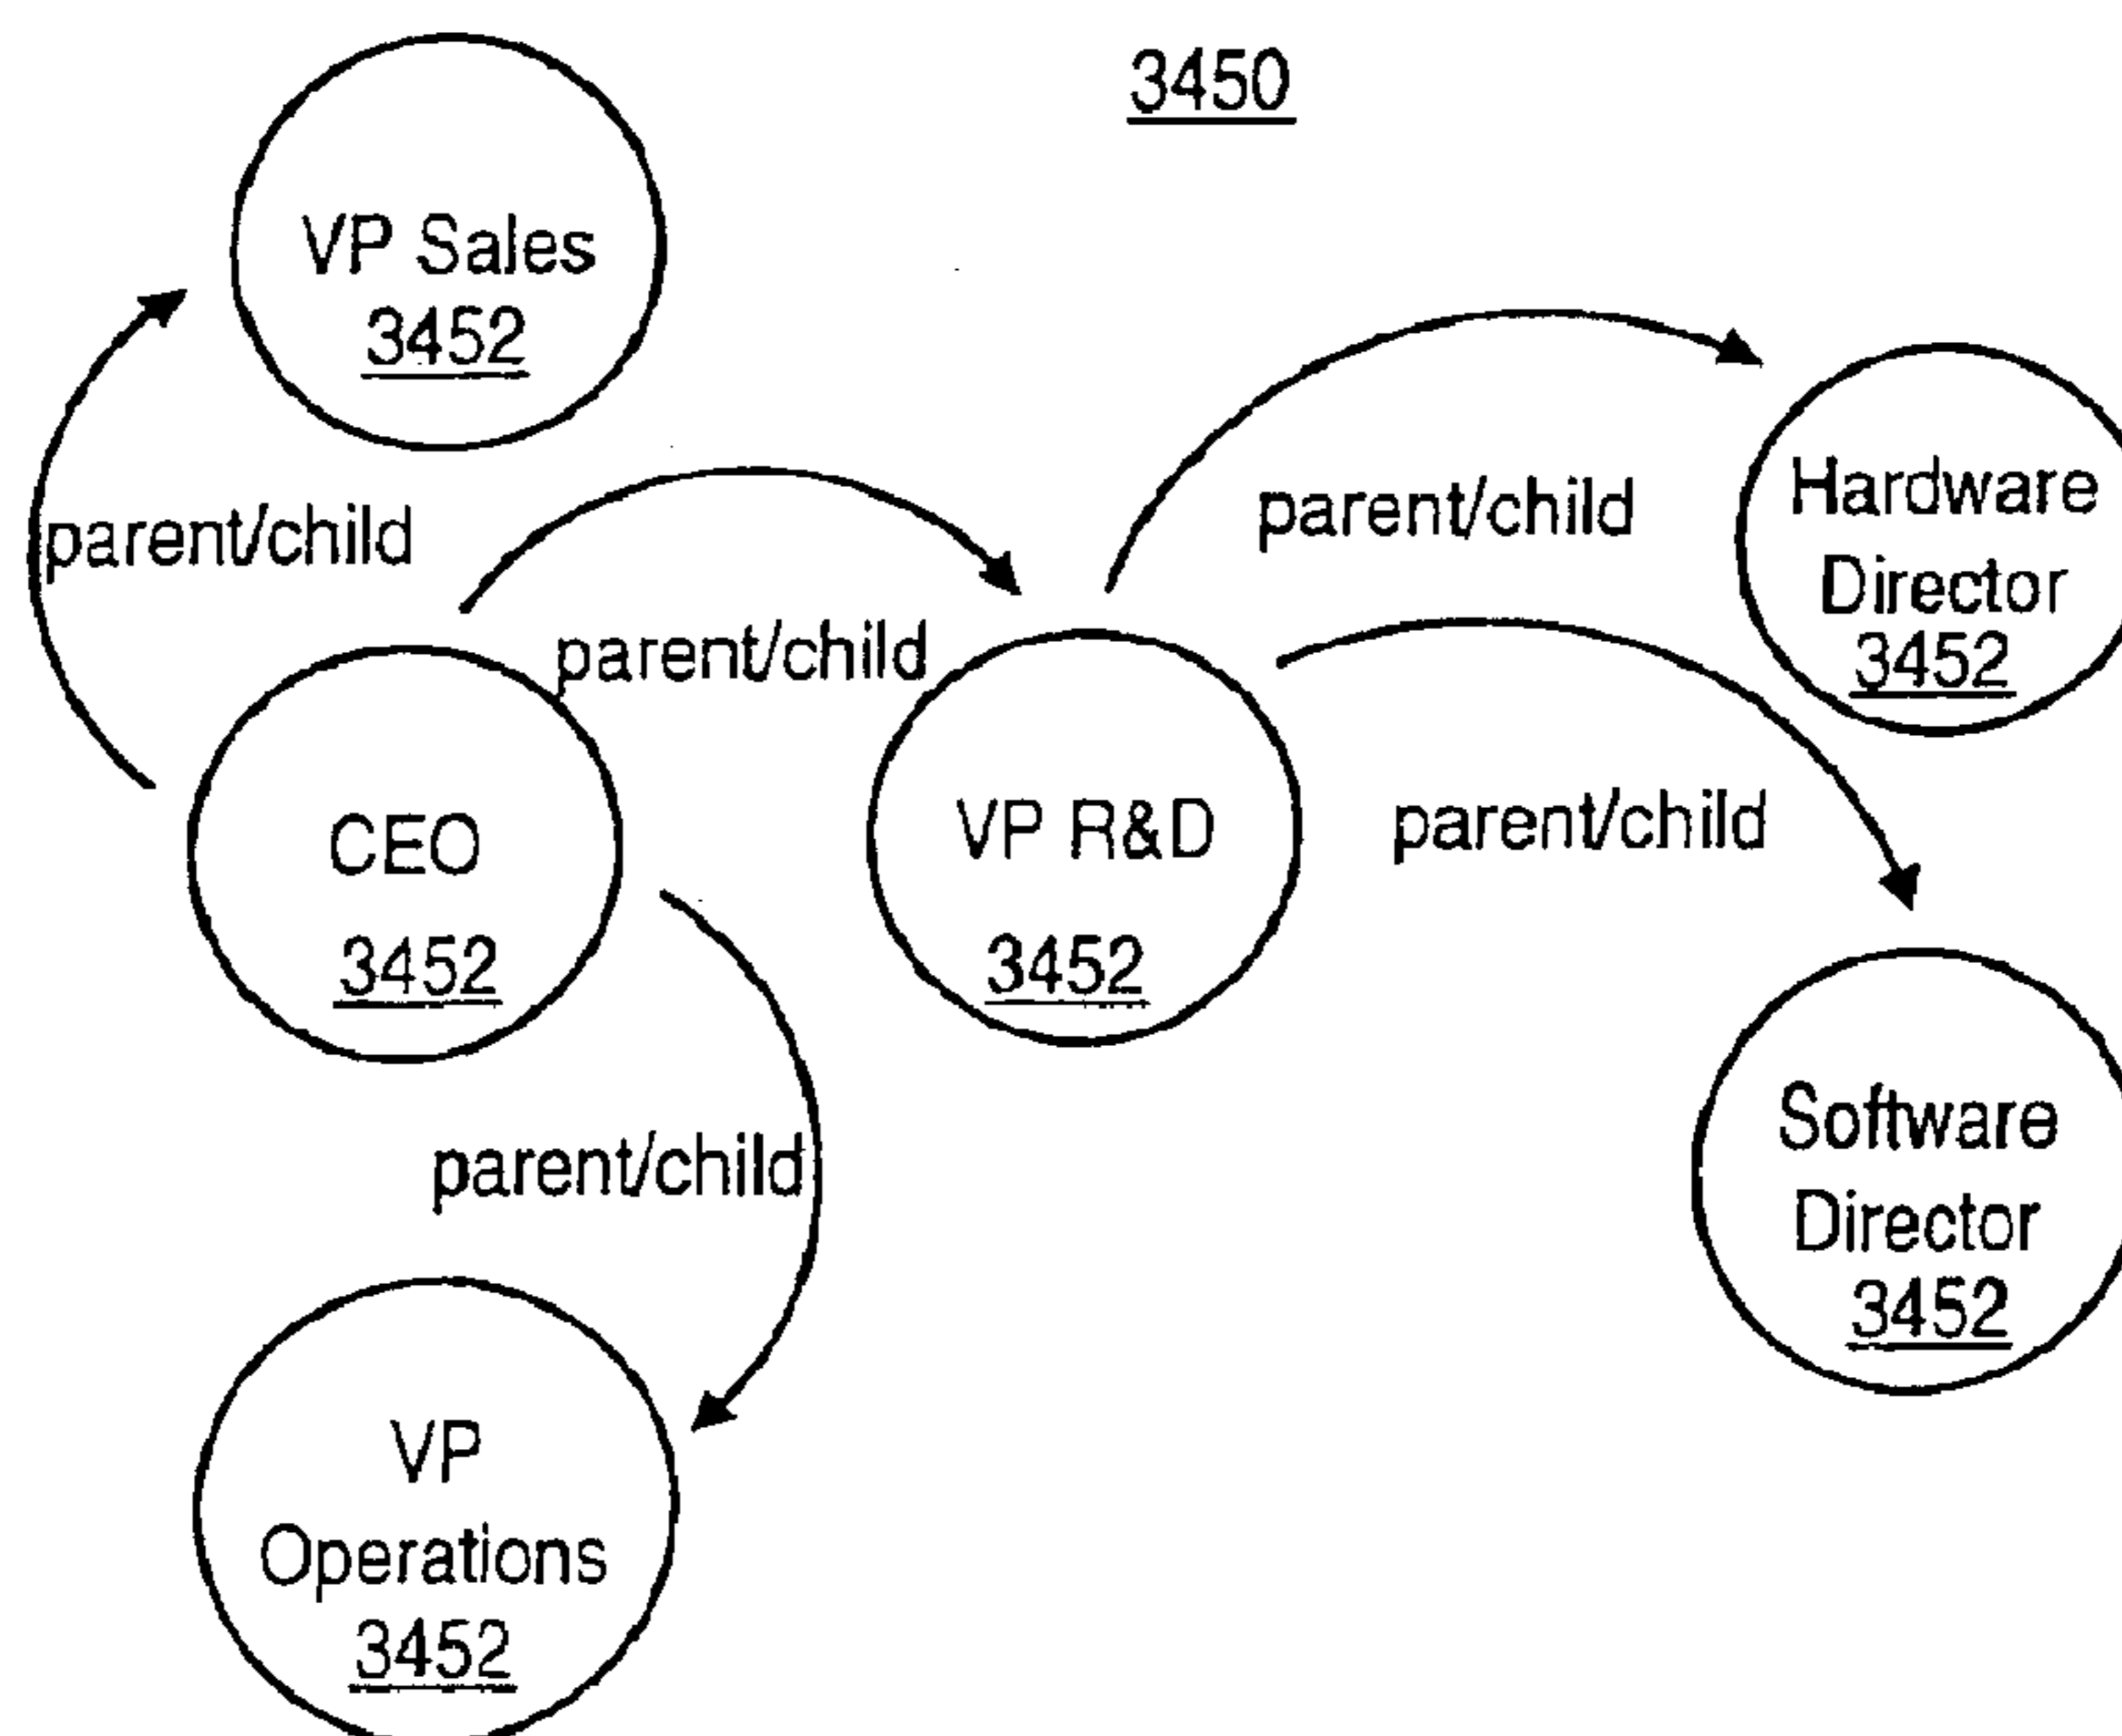 3450
VP Sales
3452
parent/child
parent/child
parent/child
Hardware
Director
3452
CEO
3452
VP R&D
3452
parent/child
parent/child
Software
Director
3452
VP
Operations
3452